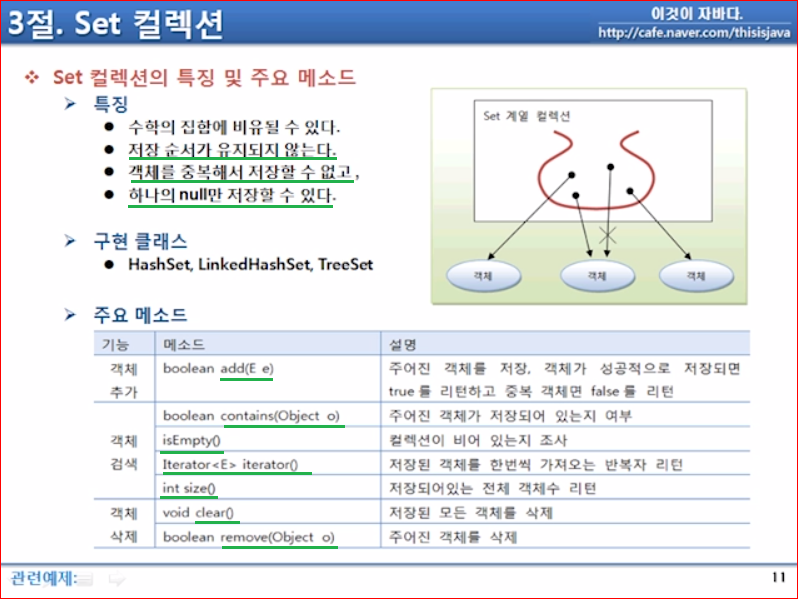 3절. Set 컬렉션
이것이 자바다.
http://cafe.naver.com/thisisjava
❖ Set 컬렉션의 특징 및 주요 메소드
➢ 특징
● 수학의 집합에 비유될 수 있다.
● 저장 순서가 유지되지 않는다.
● 객체를 중복해서 저장할 수 없고,
● 하나의 null만 저장할 수 있다.
Set 계열 컬렉션
객체 객체 객체
➢ 구현 클래스
● HashSet, LinkedHashSet, TreeSet
➢ 주요 메소드
기능 메소드 설명
객체 추가 boolean add(E e) 주어진 객체를 저장, 객체가 성공적으로 저장되면
true를 리턴하고 중복 객체면 false를 리턴
객체 검색 boolean contains(Object o) 주어진 객체가 저장되어 있는지 여부
isEmpty() 컬렉션이 비어 있는지 조사
Iterator<E> iterator() 저장된 객체를 한번씩 가져오는 반복자 리턴
int size() 저장되어있는 전체 객체수 리턴
객체 삭제 void clear() 저장된 모든 객체를 삭제
boolean remove(Object o) 주어진 객체를 삭제
관련예제:
11